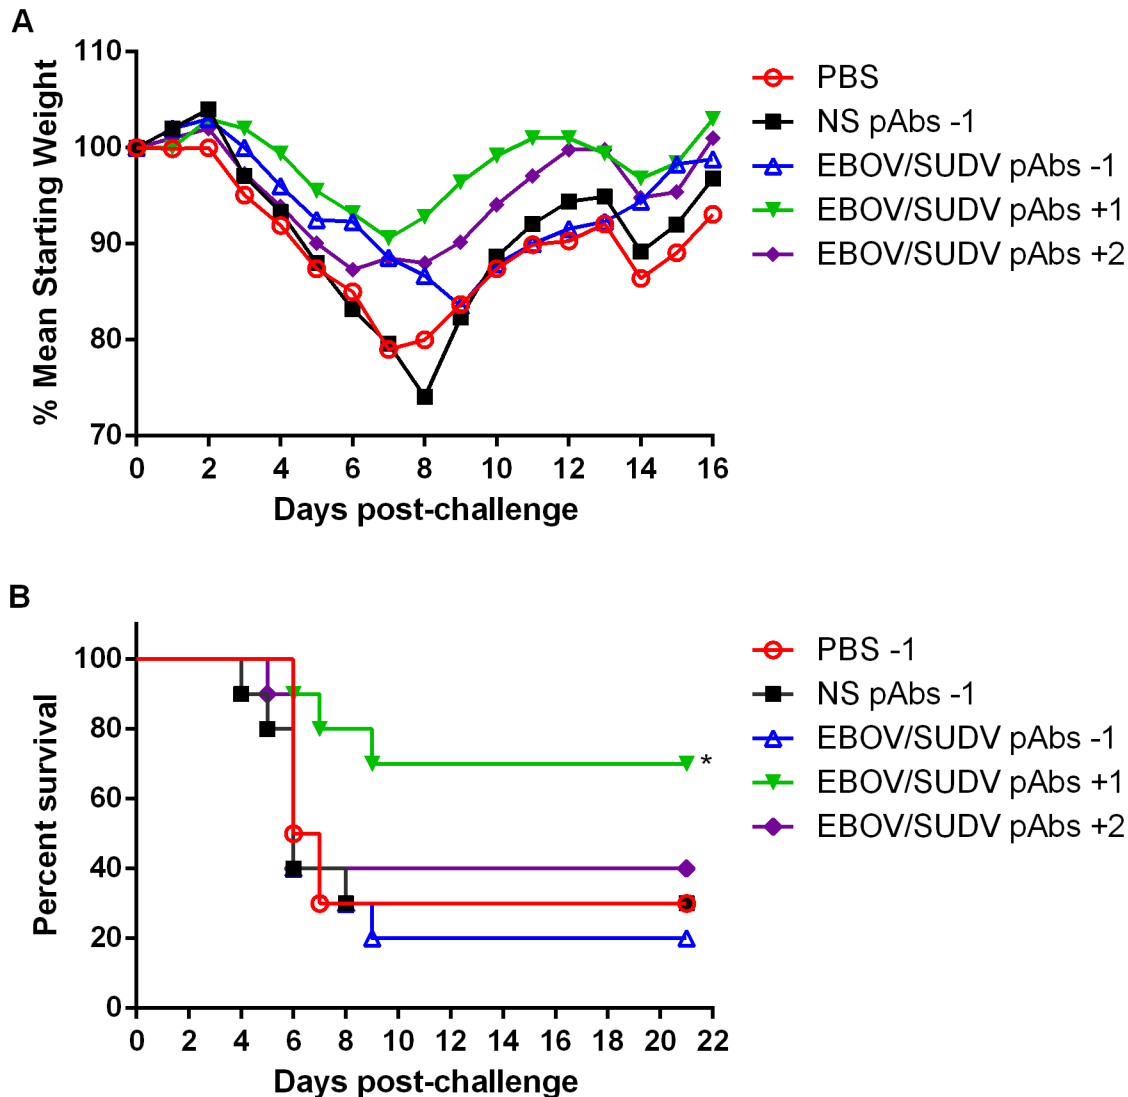 A
% Mean Starting Weight
110
100
90
80
70
0 2 4 6 8 10 12 14 16
Days post-challenge
PBS
NS pAbs -1
EBOV/SUDV pAbs -1
EBOV/SUDV pAbs +1
EBOV/SUDV pAbs +2
B
Percent survival
100
80
60
40
20
0
*
0 2 4 6 8 10 12 14 16 18 20 22
Days post-challenge
PBS -1
NS pAbs -1
EBOV/SUDV pAbs -1
EBOV/SUDV pAbs +1
EBOV/SUDV pAbs +2